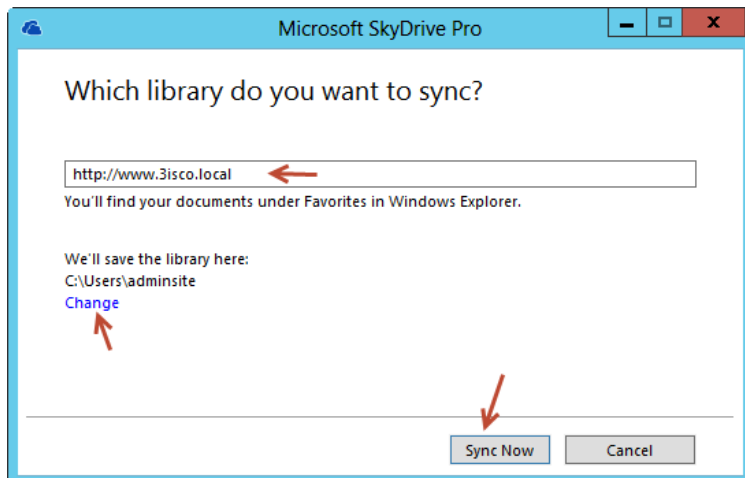 Microsoft SkyDrive Pro
Which library do you want to sync?
http://www.3isco.local
You'll find your documents under Favorites in Windows Explorer.
We'll save the library here:
C:\Users\adminsite
Change
Sync Now Cancel